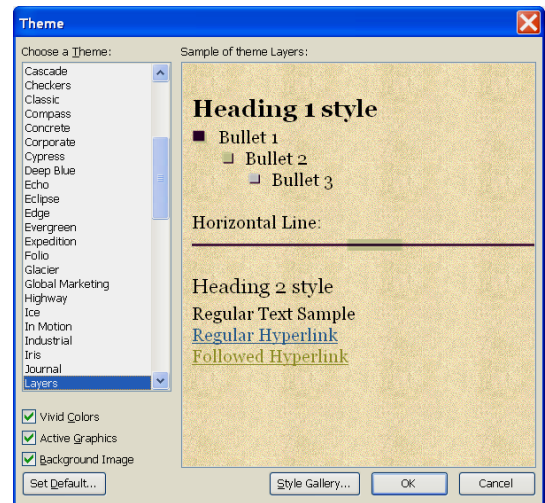 Theme
Choose a Theme:
Cascade
Checkers
Classic
Compass
Concrete
Corporate
Cypress
Deep Blue
Echo
Eclipse
Edge
Evergreen
Expedition
Folio
Glacier
Global Marketing
Highway
Ice
In Motion
Industrial
Iris
Journal
Layers
Vivid Colors
Active Graphics
Background Image
Set Default...
Sample of theme Layers:
Heading 1 style
Bullet 1
Bullet 2
Bullet 3
Horizontal Line:
Heading 2 style
Regular Text Sample
Regular Hyperlink
Followed Hyperlink
Style Gallery...
OK
Cancel